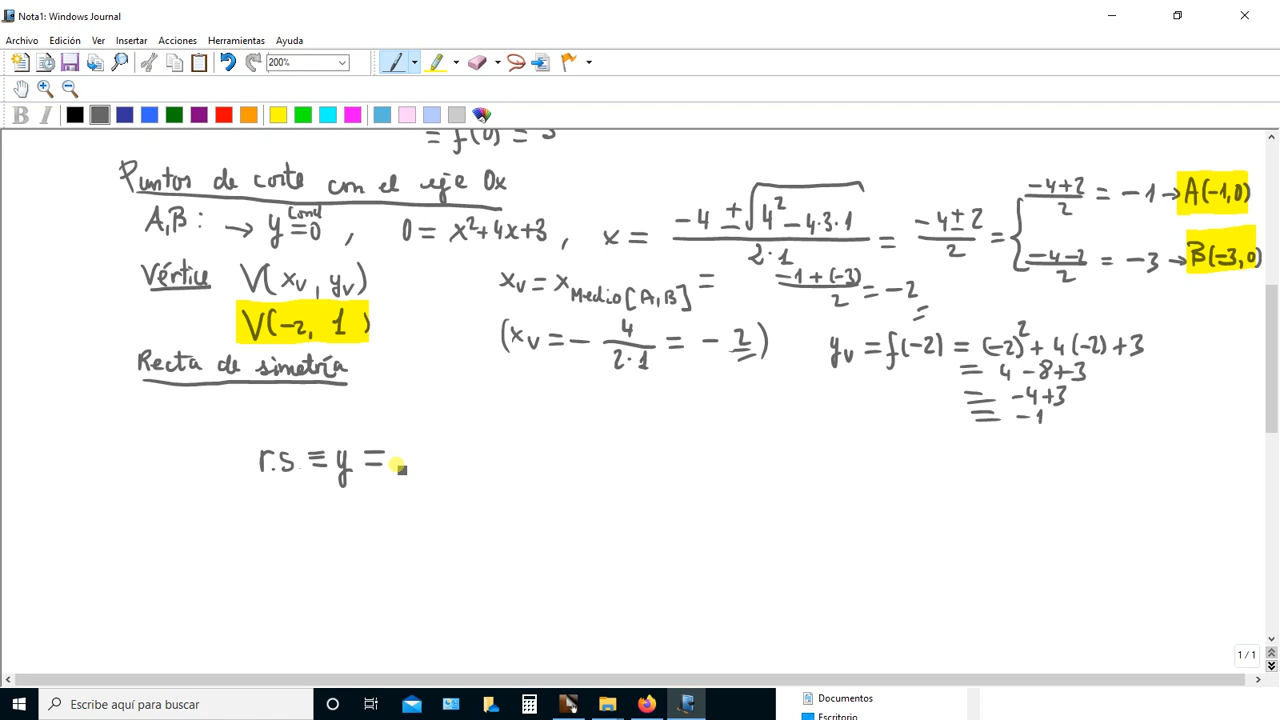 Nota1: Windows Journal
Archivo Edición Ver Insertar Acciones Herramientas Ayuda
200%
B I
= f(0) = 3
Puntos de corte con el eje Ox
A,B: → y = 0 , 0 = x²+4x+3 , x = (-4 ± √(4² - 4·3·1))/(2·1) = (-4 ± 2)/2 = { (-4+2)/2 = -1 → A(-1,0)
(-4-2)/2 = -3 → B(-3,0)
Vértice V(xv, yv) xv = xMedio[A,B] = (-1+(-3))/2 = -2
V(-2, 1) (xv = - 4/(2·1) = -2) yv = f(-2) = (-2)² + 4(-2) + 3
= 4 - 8 + 3
= -4+3
= -1
Recta de simetría
r.s. ≡ y =
1 / 1
Escribe aquí para buscar
Documentos
Escritorio